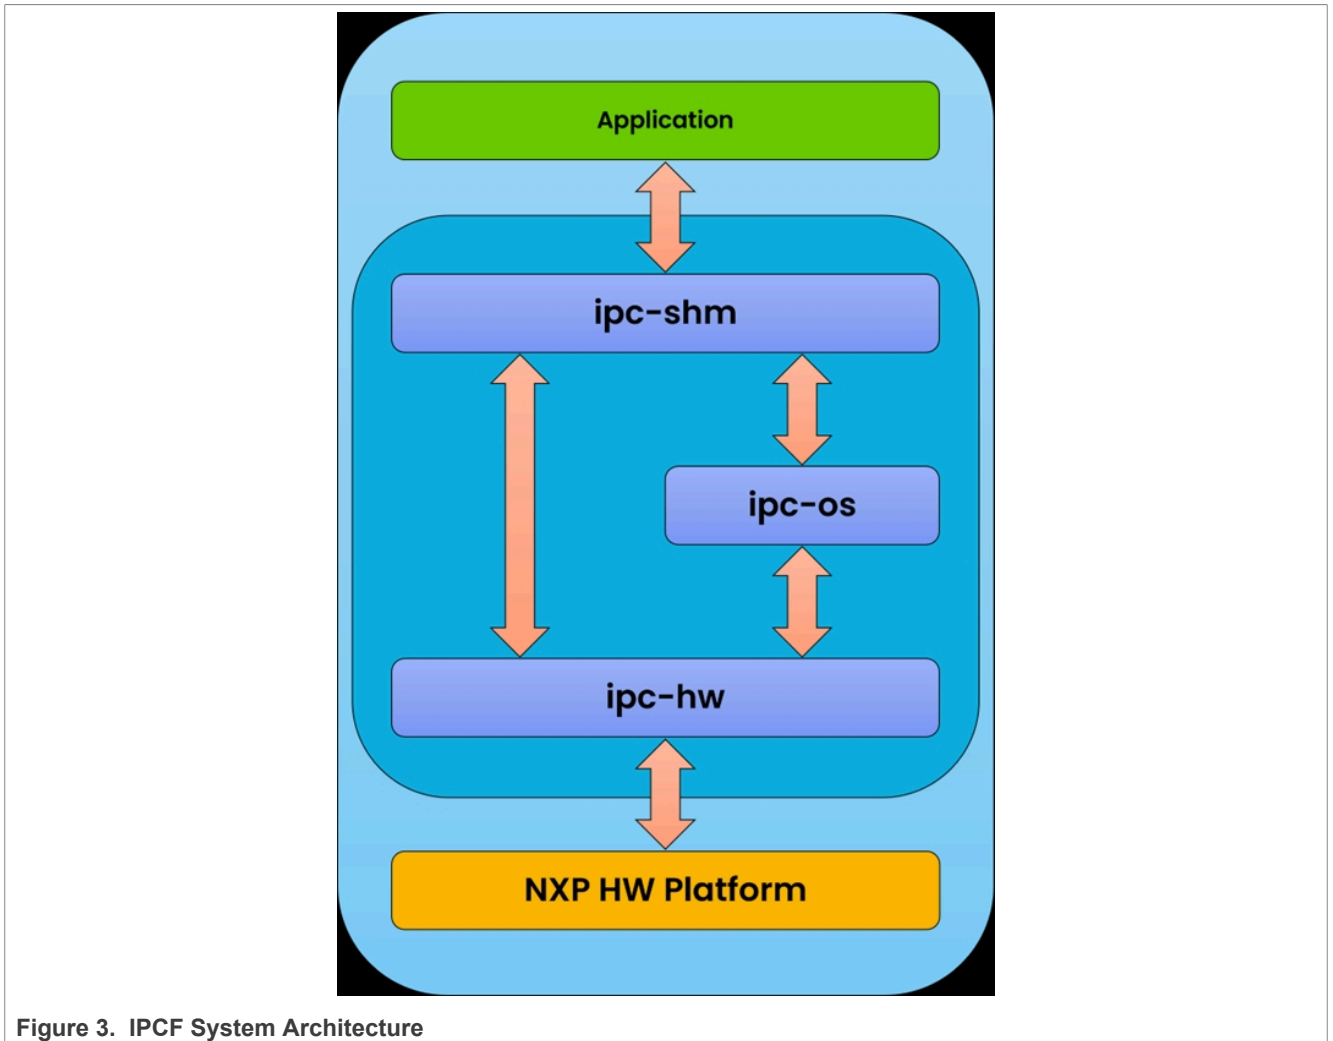 Application
ipc-shm
ipc-os
ipc-hw
NXP HW Platform
Figure 3. IPCF System Architecture